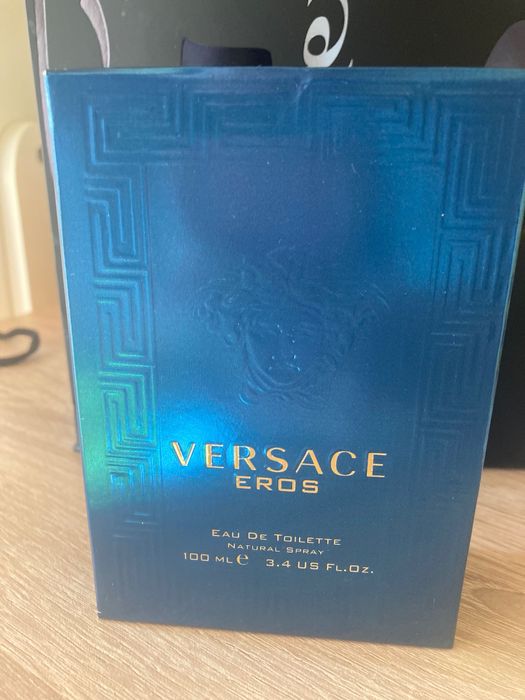 VERSACE
EROS
EAU DE TOILETTE
NATURAL SPRAY
100 ML e 3.4 US FL.OZ.